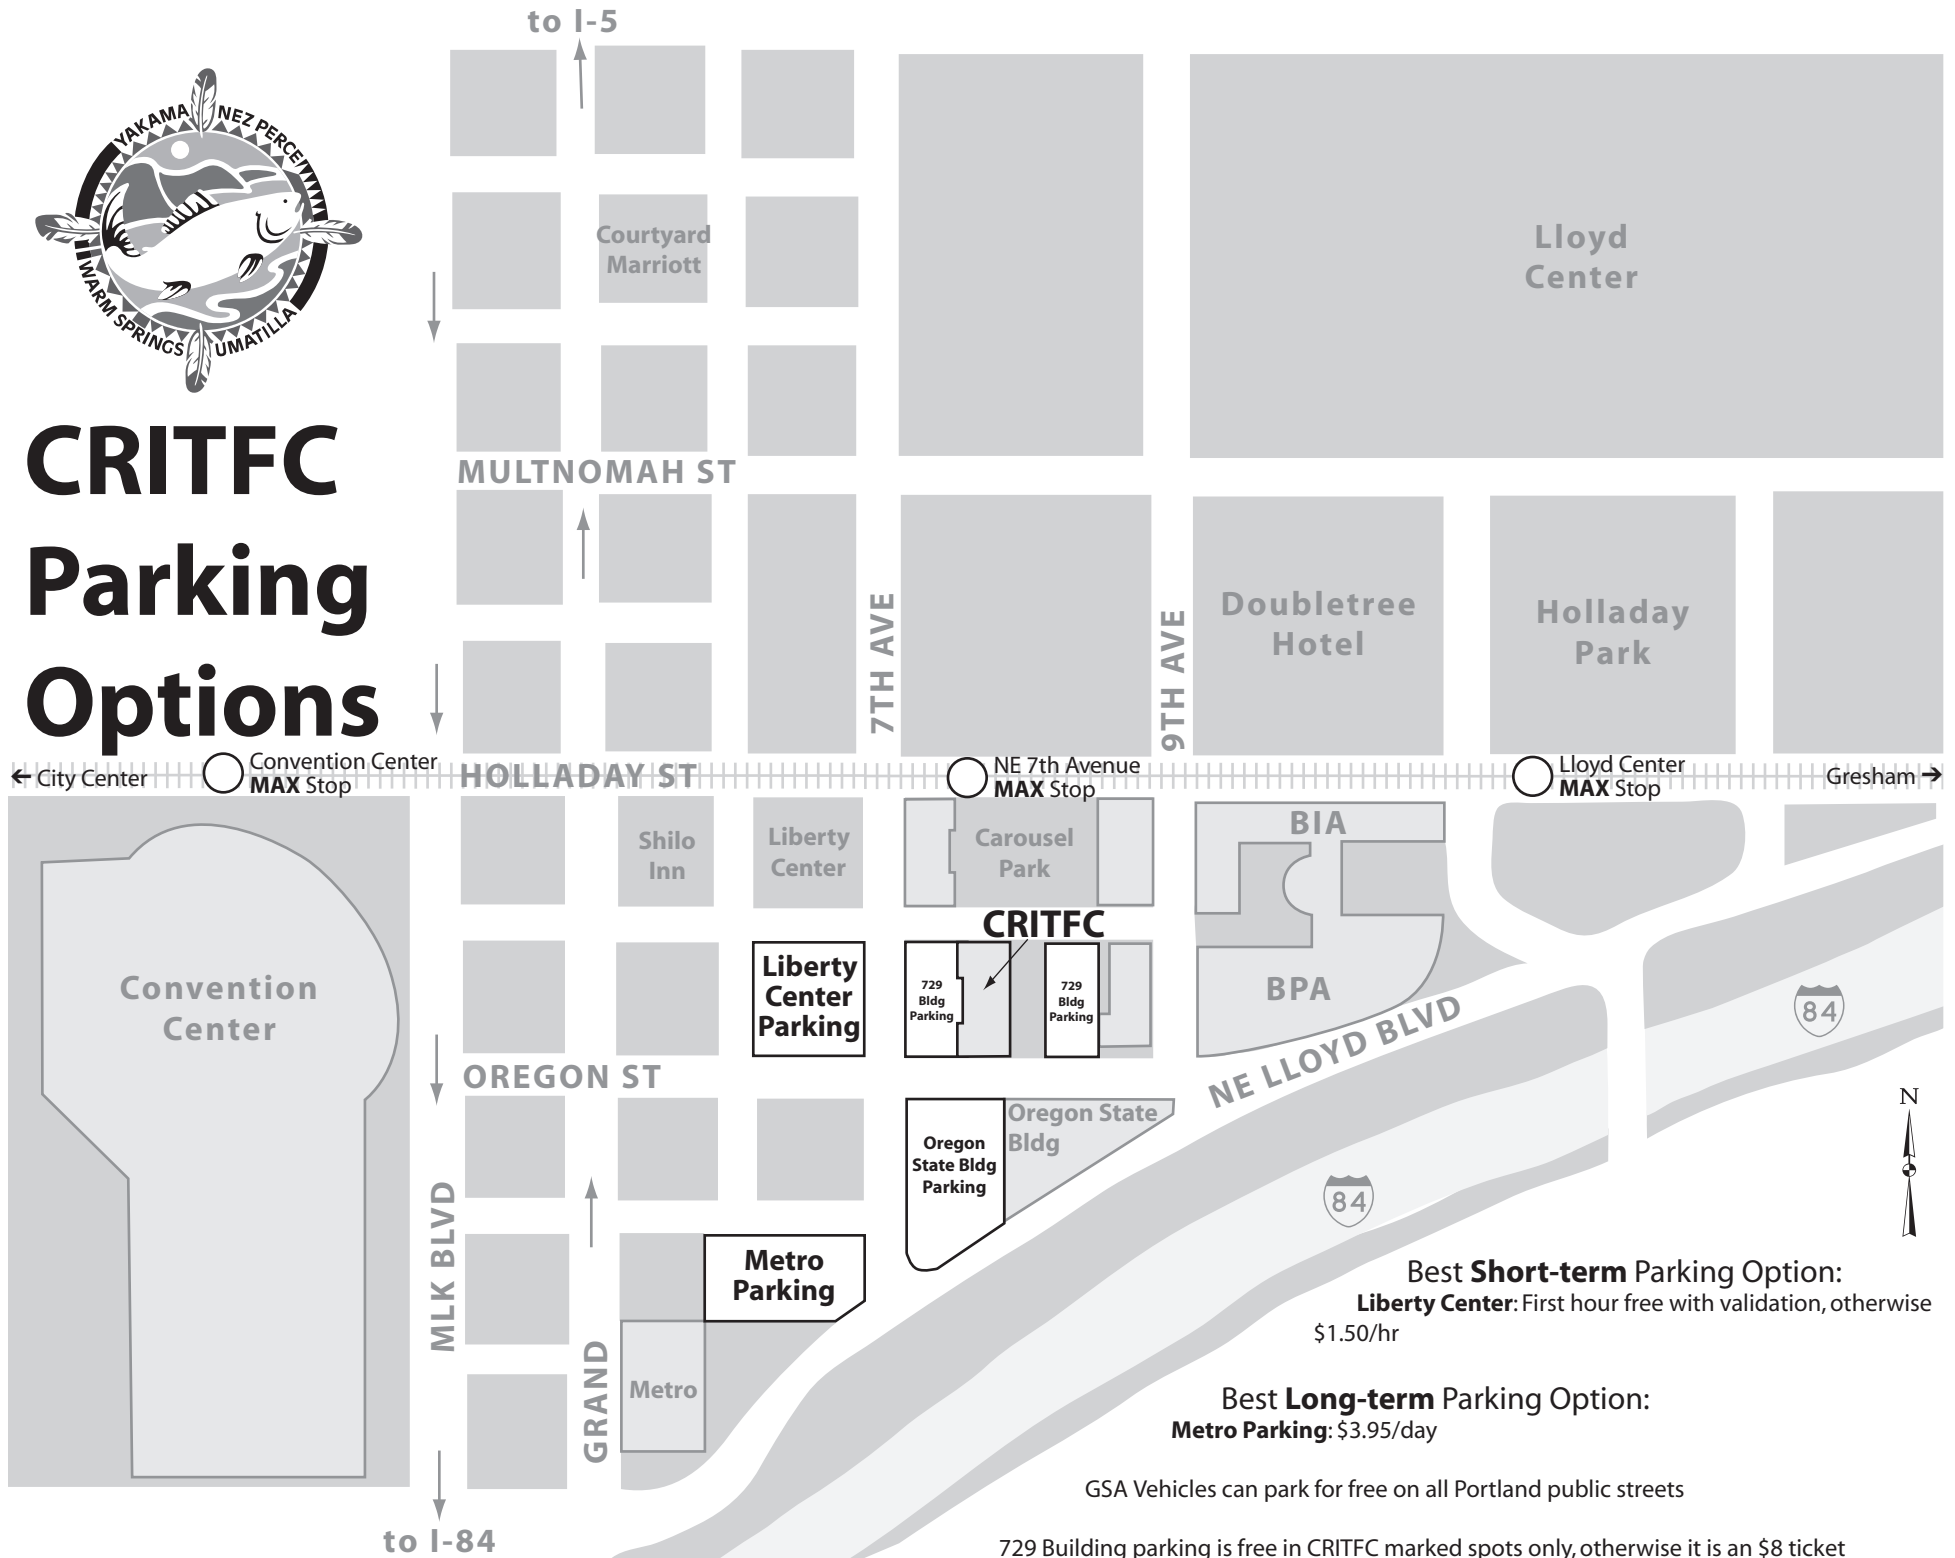 to I-5
YAKAMA
NEZ PERCE
WARM SPRINGS
UMATILLA
CRITFC
Parking
Options
Courtyard
Marriott
Lloyd
Center
MULTNOMAH ST
7TH AVE
9TH AVE
Doubletree
Hotel
Holladay
Park
City Center
Convention Center
MAX Stop
HOLLADAY ST
NE 7th Avenue
MAX Stop
Lloyd Center
MAX Stop
Gresham
Shilo
Inn
Liberty
Center
Carousel
Park
BIA
CRITFC
Convention
Center
Liberty
Center
Parking
729
Bldg
Parking
729
Bldg
Parking
BPA
NE LLOYD BLVD
84
OREGON ST
Oregon State
Bldg
Oregon
State Bldg
Parking
N
84
MLK BLVD
Metro
Parking
GRAND
Metro
Best Short-term Parking Option:
Liberty Center: First hour free with validation, otherwise
$1.50/hr
Best Long-term Parking Option:
Metro Parking: $3.95/day
GSA Vehicles can park for free on all Portland public streets
to I-84
729 Building parking is free in CRITFC marked spots only, otherwise it is an $8 ticket